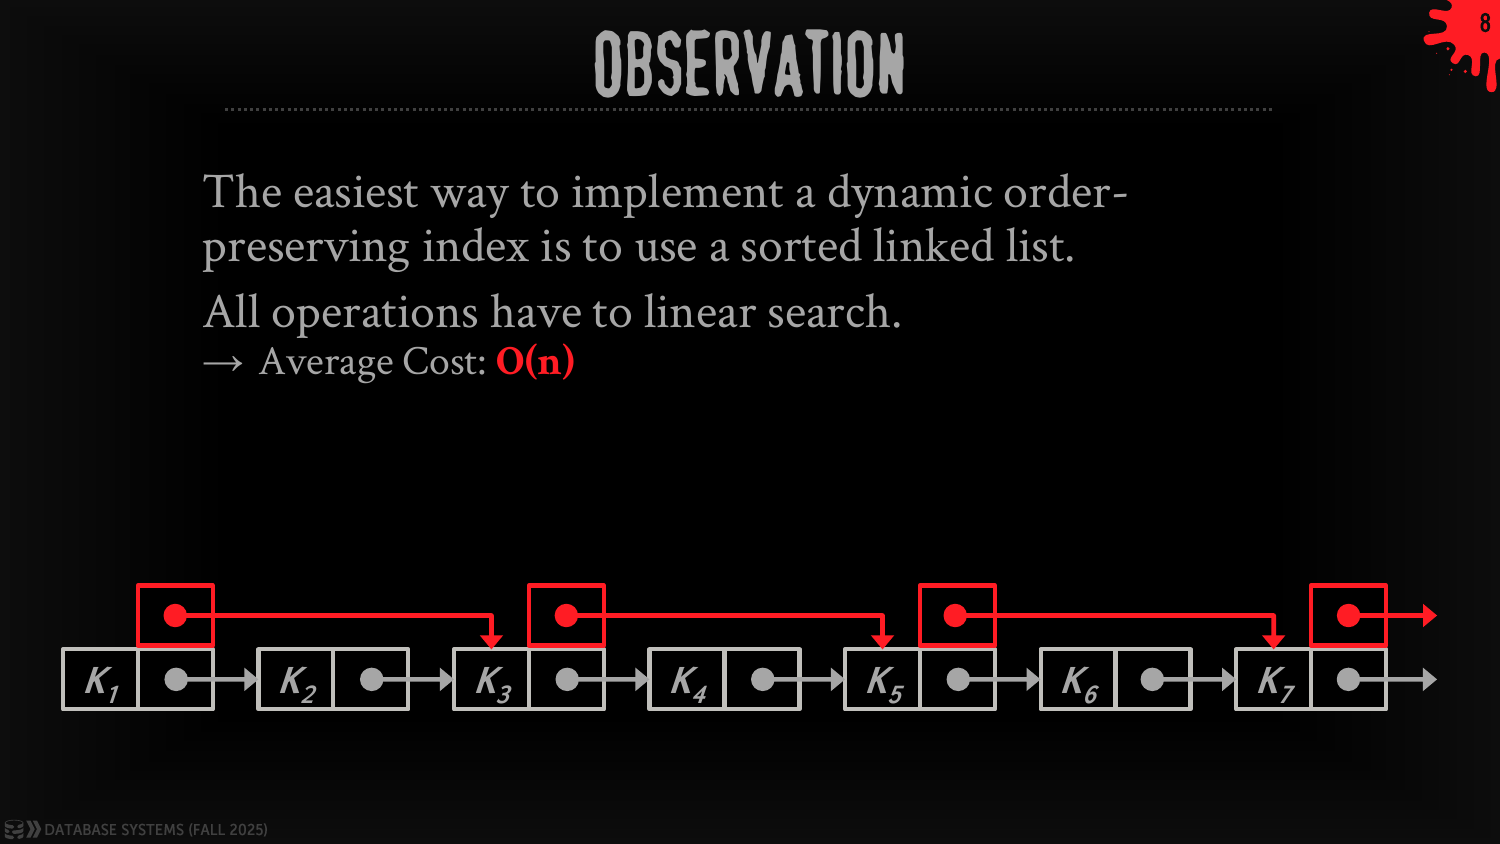 8
OBSERVATION
The easiest way to implement a dynamic order-
preserving index is to use a sorted linked list.
All operations have to linear search.
→ Average Cost: O(n)
K1 K2 K3 K4 K5 K6 K7
DATABASE SYSTEMS (FALL 2025)